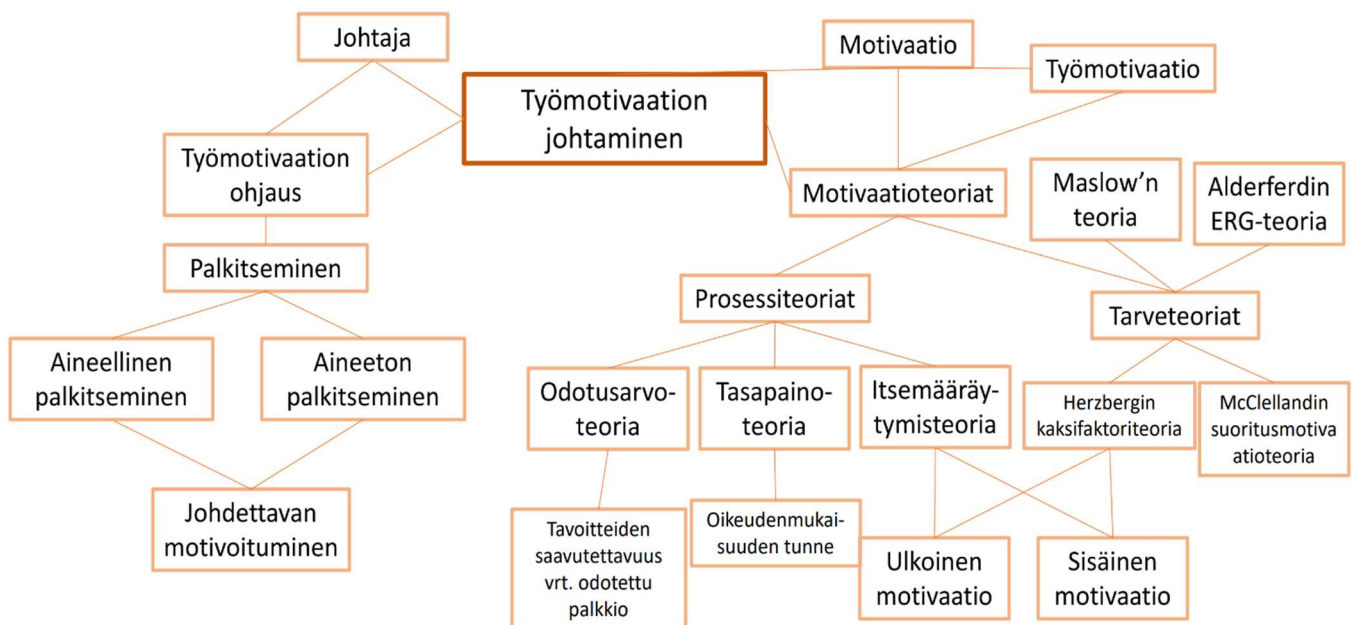 Johtaja
Motivaatio
Työmotivaatio
Työmotivaation
johtaminen
Työmotivaation
ohjaus
Motivaatioteoriat
Maslow’n
teoria
Alderferdin
ERG-teoria
Palkitseminen
Prosessiteoriat
Tarveteoriat
Aineellinen
palkitseminen
Aineeton
palkitseminen
Odotusarvo-
teoria
Tasapaino-
teoria
Itsemääräy-
tymisteoria
Herzbergin
kaksifaktoriteoria
McClellandin
suoritusmotiva
atioteoria
Johdettavan
motivoituminen
Tavoitteiden
saavutettavuus
vrt. odotettu
palkkio
Oikeudenmukai-
suuden tunne
Ulkoinen
motivaatio
Sisäinen
motivaatio